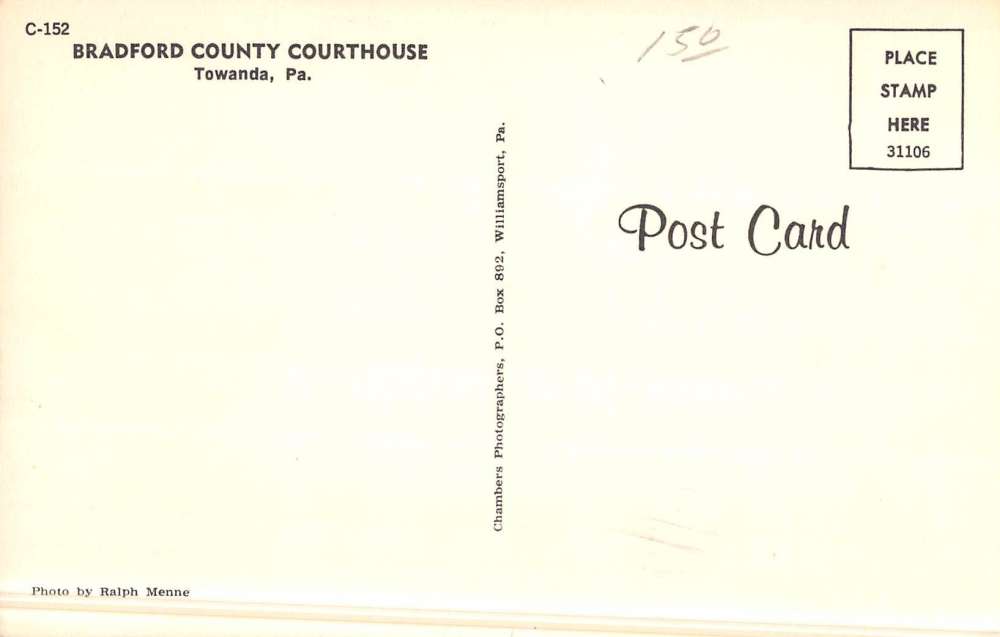 C-152
BRADFORD COUNTY COURTHOUSE
Towanda, Pa.
150
PLACE
STAMP
HERE
31106
Post Card
Chambers Photographers, P.O. Box 892, Williamsport, Pa.
Photo by Ralph Menne